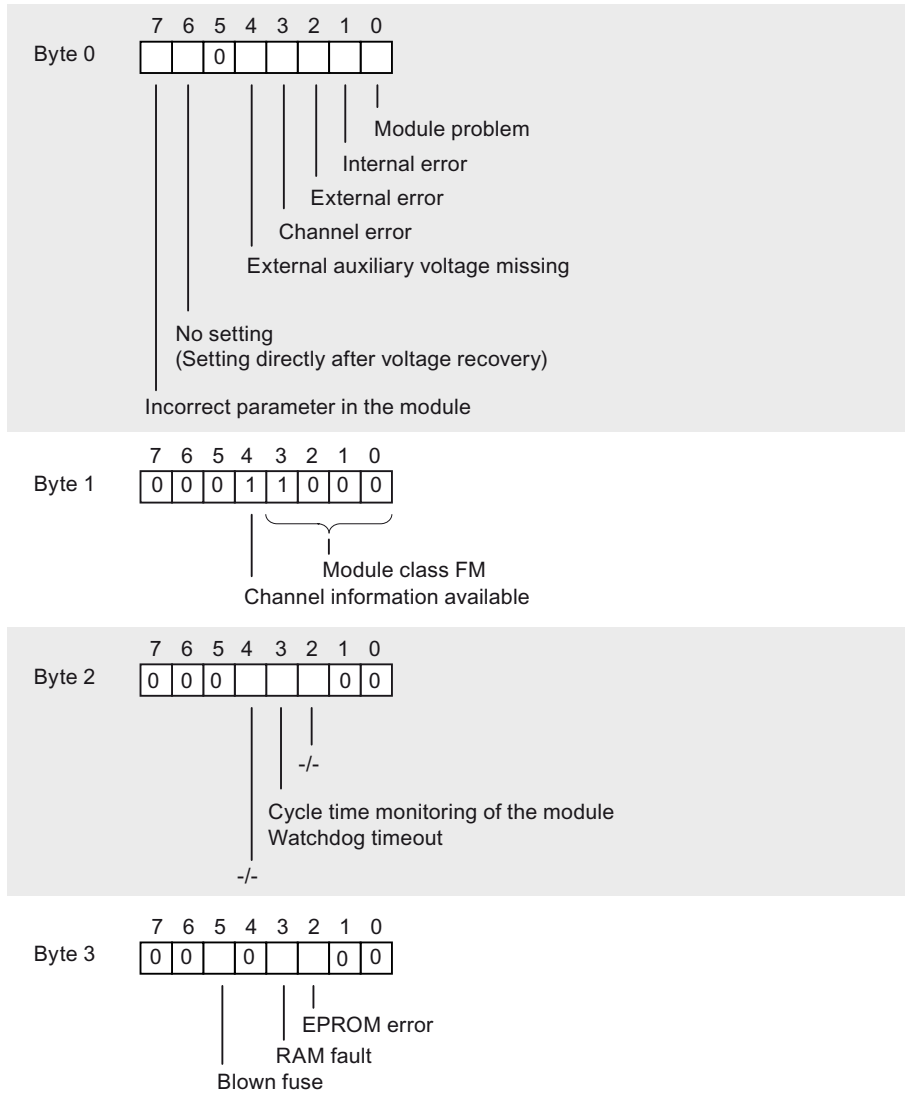 7 6 5 4 3 2 1 0
Byte 0
0
Module problem
Internal error
External error
Channel error
External auxiliary voltage missing
No setting
(Setting directly after voltage recovery)
Incorrect parameter in the module
7 6 5 4 3 2 1 0
Byte 1 0 0 0 1 1 0 0 0
Module class FM
Channel information available
7 6 5 4 3 2 1 0
Byte 2 0 0 0 0 0
-/-
Cycle time monitoring of the module
Watchdog timeout
-/-
7 6 5 4 3 2 1 0
Byte 3 0 0 0 0 0
EPROM error
RAM fault
Blown fuse